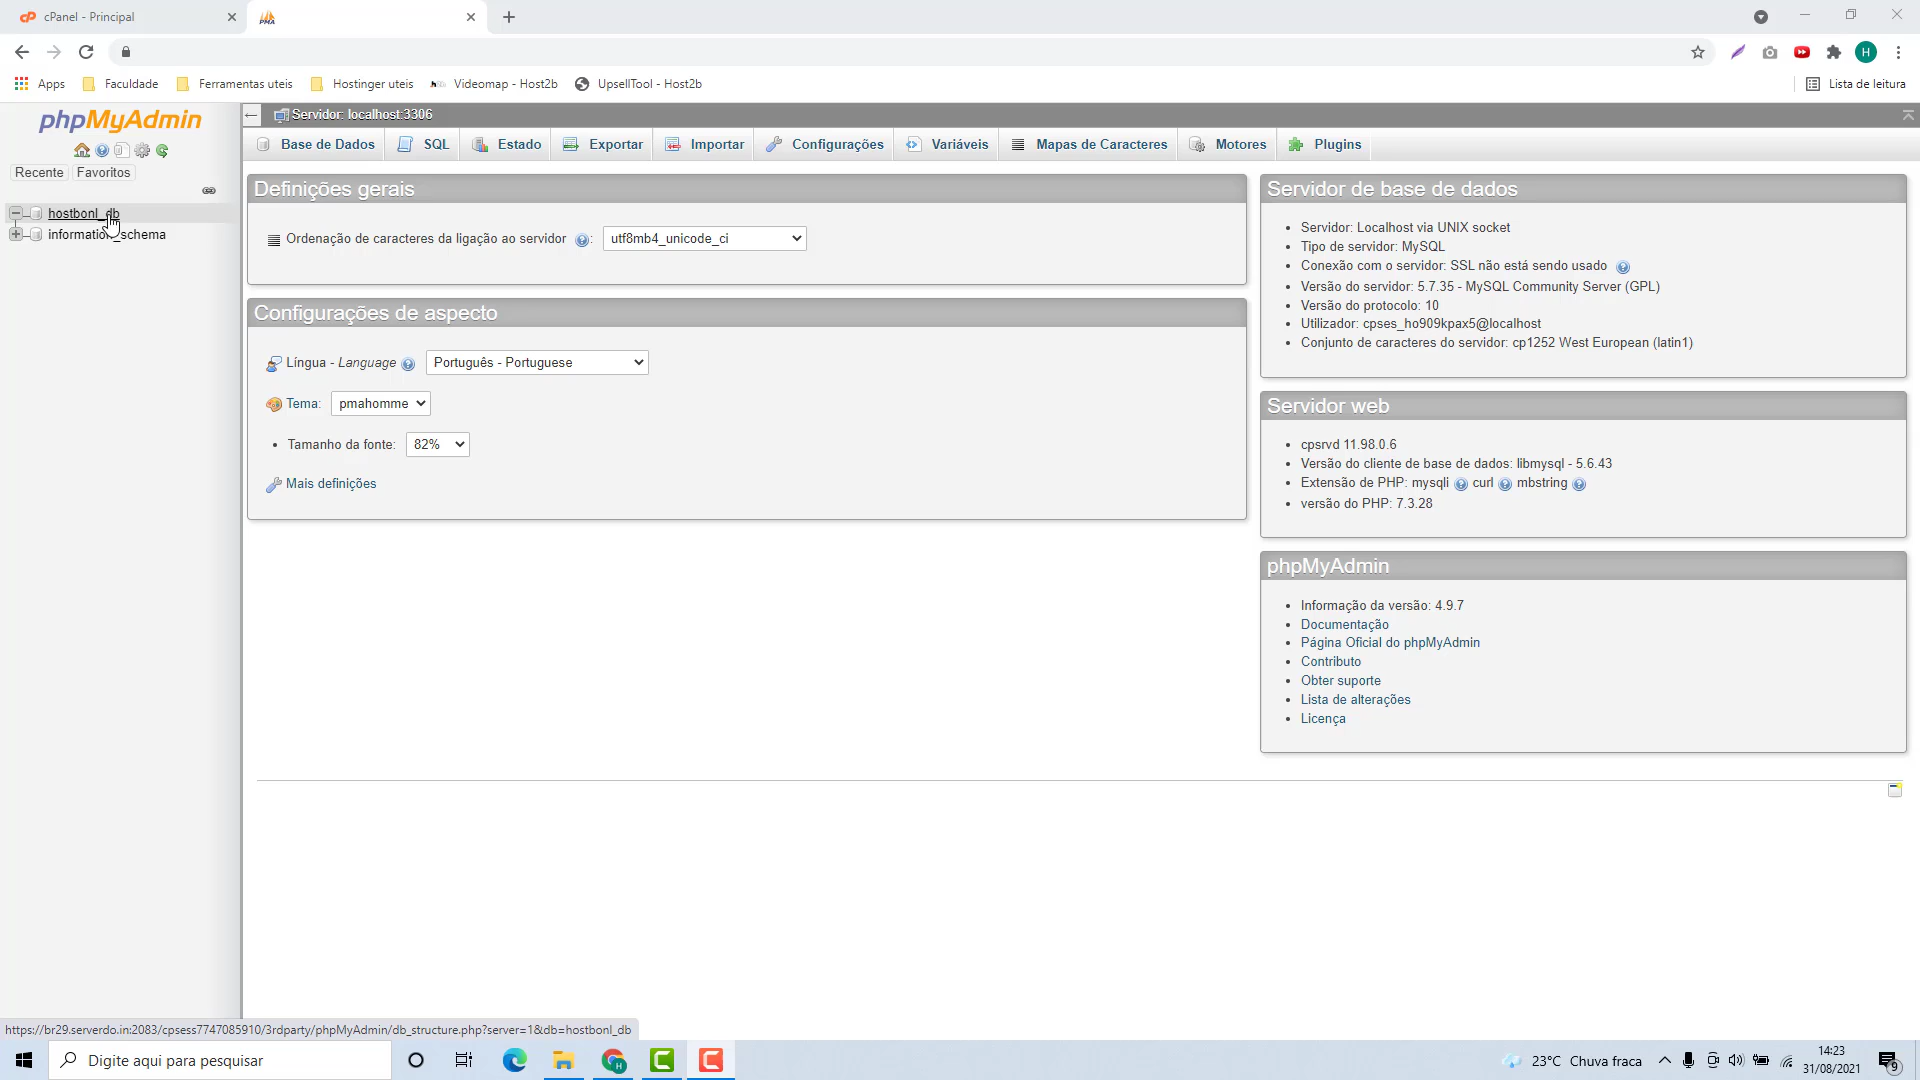 cPanel - Principal
PMA
Apps
Faculdade
Ferramentas uteis
Hostinger uteis
Videomap - Host2b
UpsellTool - Host2b
Lista de leitura
H
phpMyAdmin
Servidor: localhost:3306
Base de Dados
SQL
Estado
Exportar
Importar
Configurações
Variáveis
Mapas de Caracteres
Motores
Plugins
Recente
Favoritos
hostbonl_db
information_schema
Definições gerais
Ordenação de caracteres da ligação ao servidor : utf8mb4_unicode_ci
Configurações de aspecto
Língua - Language Português - Portuguese
Tema: pmahomme
• Tamanho da fonte: 82%
Mais definições
Servidor de base de dados
• Servidor: Localhost via UNIX socket
• Tipo de servidor: MySQL
• Conexão com o servidor: SSL não está sendo usado
• Versão do servidor: 5.7.35 - MySQL Community Server (GPL)
• Versão do protocolo: 10
• Utilizador: cpses_ho909kpax5@localhost
• Conjunto de caracteres do servidor: cp1252 West European (latin1)
Servidor web
• cpsrvd 11.98.0.6
• Versão do cliente de base de dados: libmysql - 5.6.43
• Extensão de PHP: mysqli curl mbstring
• versão do PHP: 7.3.28
phpMyAdmin
• Informação da versão: 4.9.7
• Documentação
• Página Oficial do phpMyAdmin
• Contributo
• Obter suporte
• Lista de alterações
• Licença
https://br29.serverdo.in:2083/cpsess7747085910/3rdparty/phpMyAdmin/db_structure.php?server=1&db=hostbonl_db
Digite aqui para pesquisar
23°C Chuva fraca
14:23
31/08/2021
9